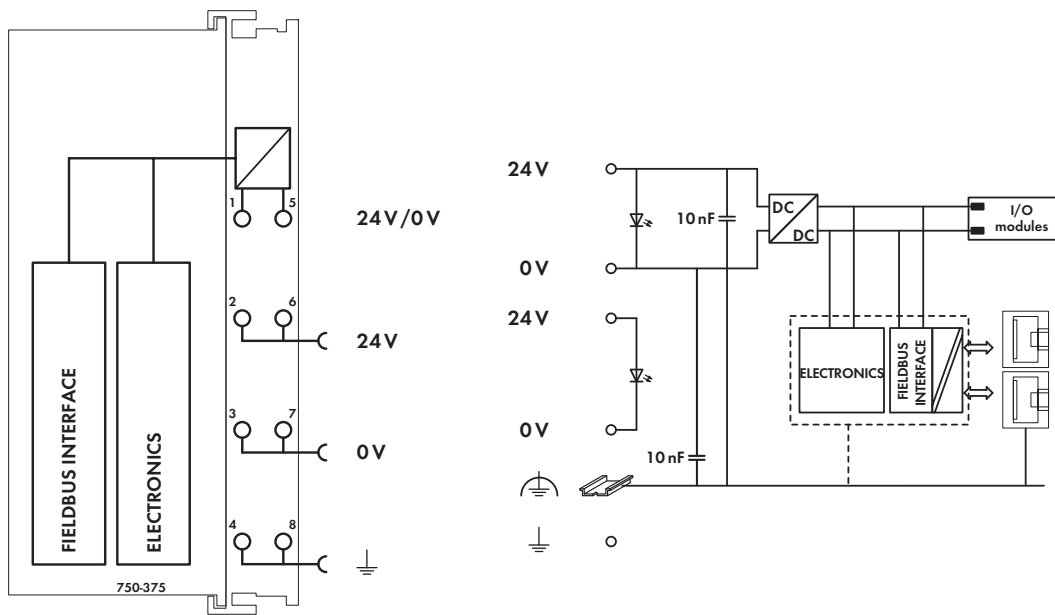 1
5
24V/0V
2
6
24V
3
7
0V
4
8
FIELDBUS INTERFACE
ELECTRONICS
750-375
24V
0V
24V
0V
10nF
10nF
DC
DC
I/O
modules
ELECTRONICS
FIELDBUS
INTERFACE